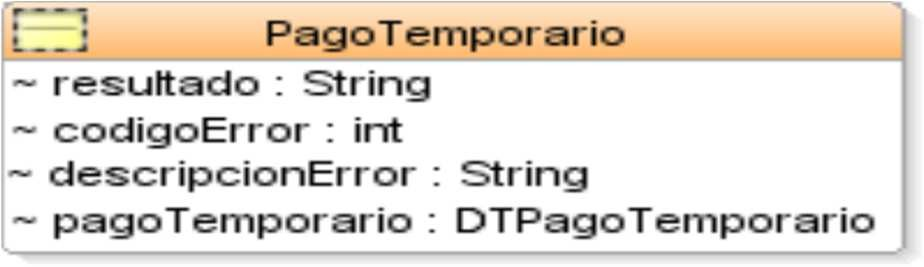 PagoTemporario
~ resultado : String
~ codigoError : int
~ descripcionError : String
~ pagoTemporario : DTPagoTemporario